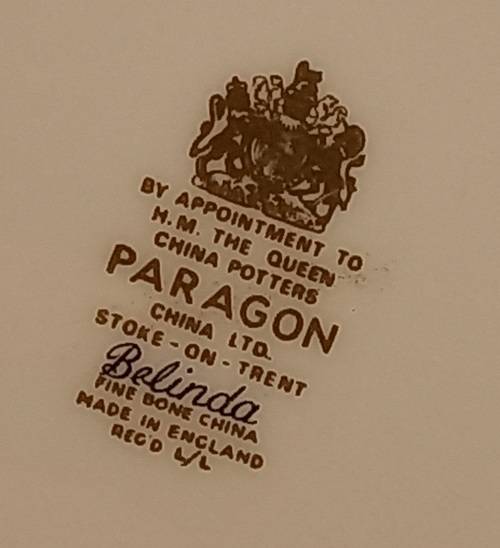 BY APPOINTMENT TO
H.M. THE QUEEN
CHINA POTTERS
PARAGON
CHINA LTD.
STOKE-ON-TRENT
Belinda
FINE BONE CHINA
MADE IN ENGLAND
REG'D L/L